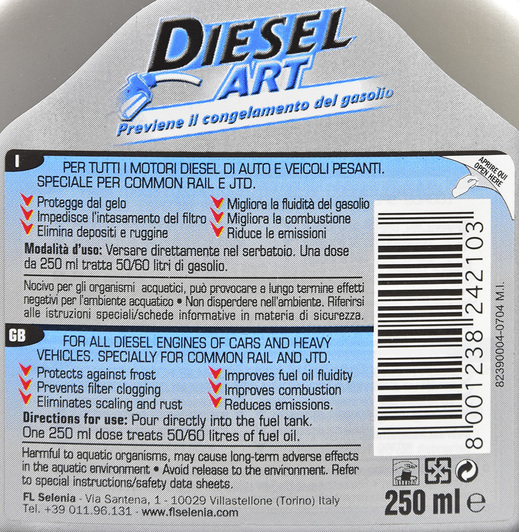 DIESEL
ART
Previene il congelamento del gasolio
I
PER TUTTI I MOTORI DIESEL DI AUTO E VEICOLI PESANTI.
SPECIALE PER COMMON RAIL E JTD.
APRIRE QUI
OPEN HERE
Protegge dal gelo
Migliora la fluidità del gasolio
Impedisce l'intasamento del filtro
Migliora la combustione
Elimina depositi e ruggine
Riduce le emissioni
Modalità d'uso: Versare direttamente nel serbatoio. Una dose
da 250 ml tratta 50/60 litri di gasolio.
Nocivo per gli organismi acquatici, può provocare a lungo termine effetti
negativi per l'ambiente acquatico • Non disperdere nell'ambiente. Riferirsi
alle istruzioni speciali/schede informative in materia di sicurezza.
GB
FOR ALL DIESEL ENGINES OF CARS AND HEAVY
VEHICLES. SPECIALLY FOR COMMON RAIL AND JTD.
Protects against frost
Improves fuel oil fluidity
Prevents filter clogging
Improves combustion
Eliminates scaling and rust
Reduces emissions.
Directions for use: Pour directly into the fuel tank.
One 250 ml dose treats 50/60 litres of fuel oil.
Harmful to aquatic organisms, may cause long-term adverse effects
in the aquatic environment • Avoid release to the environment. Refer
to special instructions/safety data sheets.
FL Selenia - Via Santena, 1 - 10029 Villastellone (Torino) Italy
Tel. +39 011.96.131 - www.flselenia.com
8 001238 242103
82390004-0704 M.I.
250 ml e